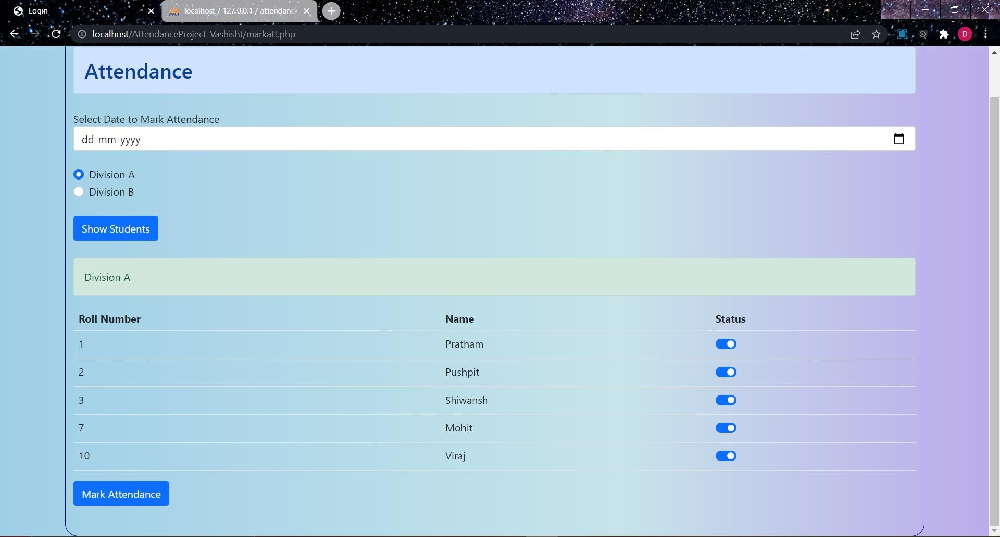 Login
PMA localhost / 127.0.0.1 / attendanc
localhost/AttendanceProject_Vashisht/markatt.php
D
Attendance
Select Date to Mark Attendance
dd-mm-yyyy
Division A
Division B
Show Students
Division A
Roll Number Name Status
1 Pratham
2 Pushpit
3 Shiwansh
7 Mohit
10 Viraj
Mark Attendance